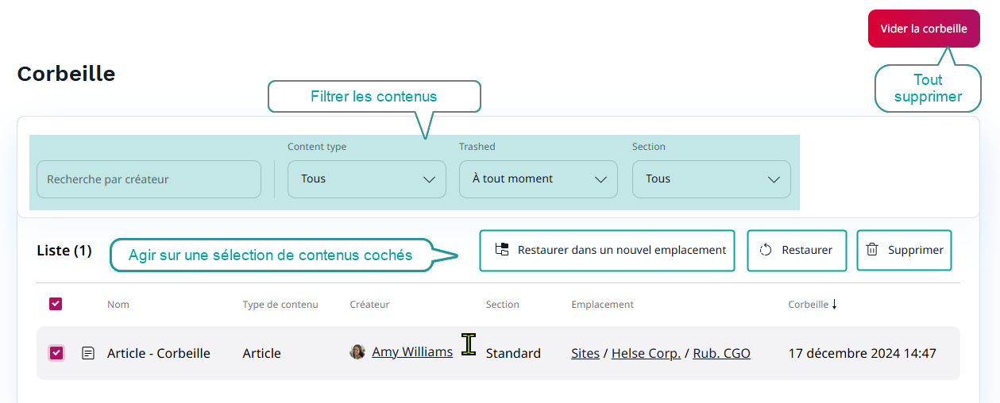 Vider la corbeille
Corbeille
Tout
supprimer
Filtrer les contenus
Content type
Trashed
Section
Recherche par créateur
Tous
À tout moment
Tous
Liste (1)
Agir sur une sélection de contenus cochés
Restaurer dans un nouvel emplacement
Restaurer
Supprimer
Nom Type de contenu Créateur Section Emplacement Corbeille
Article - Corbeille Article Amy Williams Standard Sites / Helse Corp. / Rub. CGO 17 décembre 2024 14:47